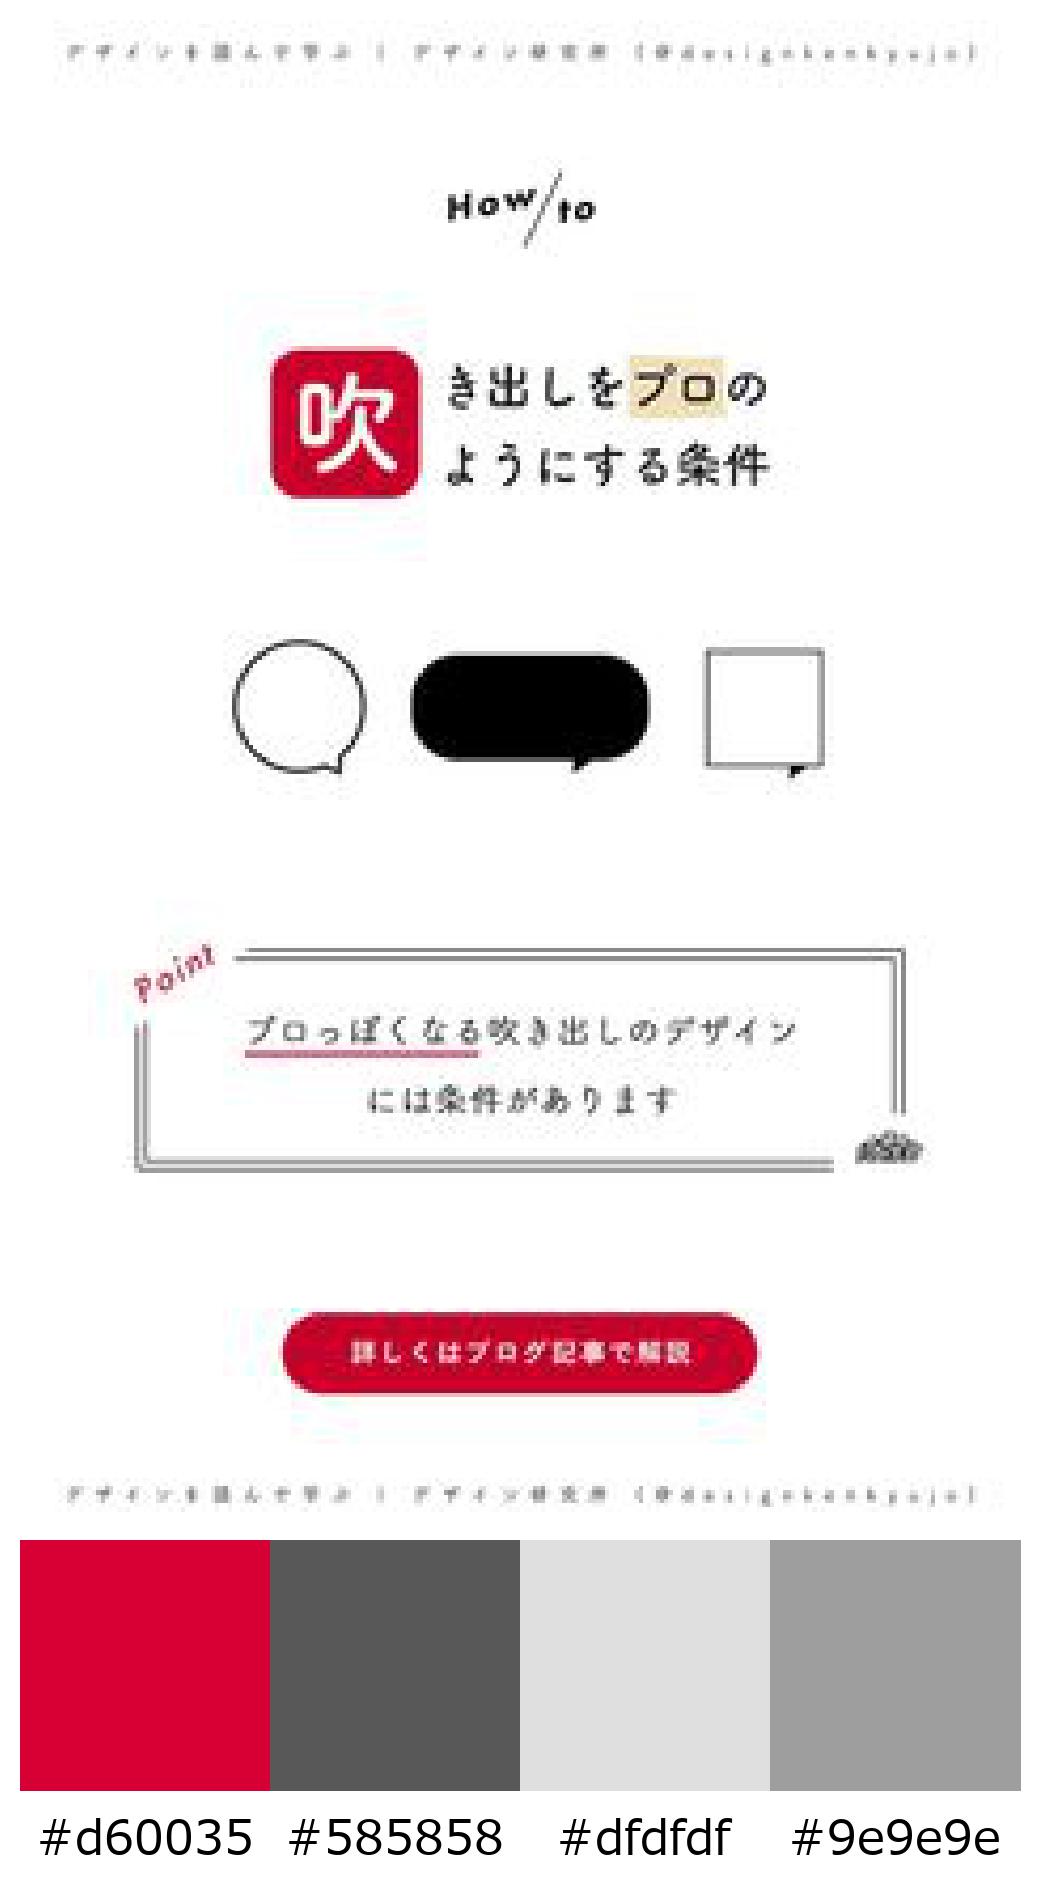 デザインを読んで学ぶ | デザイン研究所 (@designkenkyujo)
How/to
吹き出しをプロの
ようにする条件
Point
プロっぽくなる吹き出しのデザイン
には条件があります
詳しくはブログ記事で解説
デザインを読んで学ぶ | デザイン研究所 (@designkenkyujo)
#d60035 #585858 #dfdfdf #9e9e9e